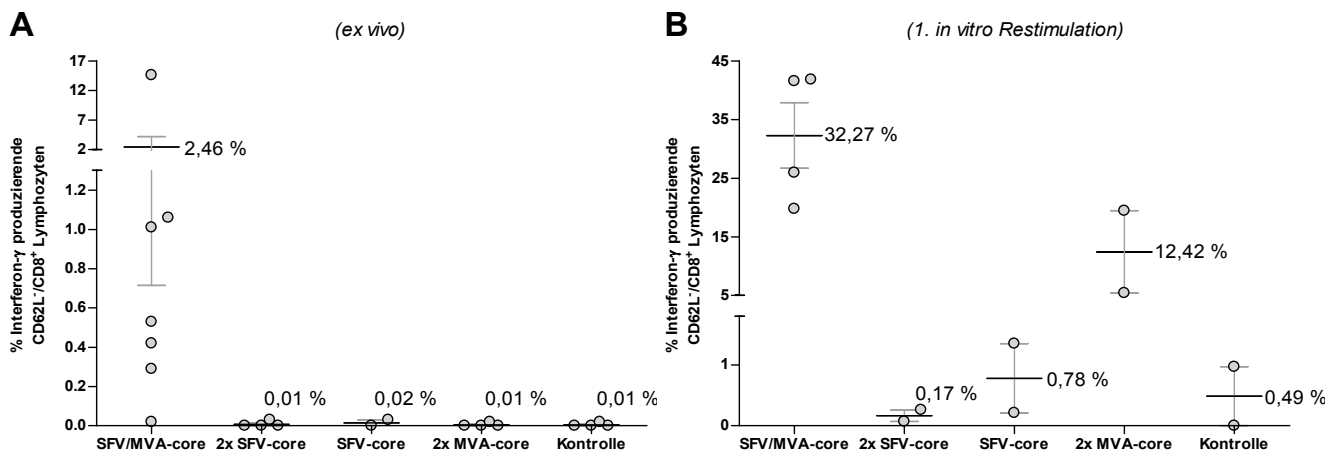 A
(ex vivo)
% Interferon-γ produzierende
CD62L⁻/CD8⁺ Lymphozyten
17
12
7
2
1.2
1.0
0.8
0.6
0.4
0.2
0.0
2,46 %
0,01 %
0,02 %
0,01 %
0,01 %
SFV/MVA-core
2x SFV-core
SFV-core
2x MVA-core
Kontrolle
B
(1. in vitro Restimulation)
% Interferon-γ produzierende
CD62L⁻/CD8⁺ Lymphozyten
45
35
25
15
5
1
0
32,27 %
0,17 %
0,78 %
12,42 %
0,49 %
SFV/MVA-core
2x SFV-core
SFV-core
2x MVA-core
Kontrolle